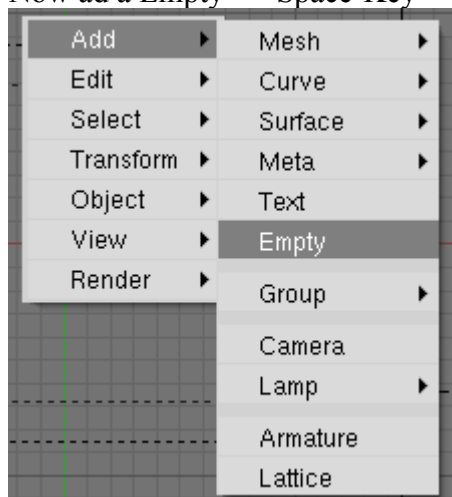 Now ad a Empty Space-Key
Add
Edit
Select
Transform
Object
View
Render
Mesh
Curve
Surface
Meta
Text
Empty
Group
Camera
Lamp
Armature
Lattice